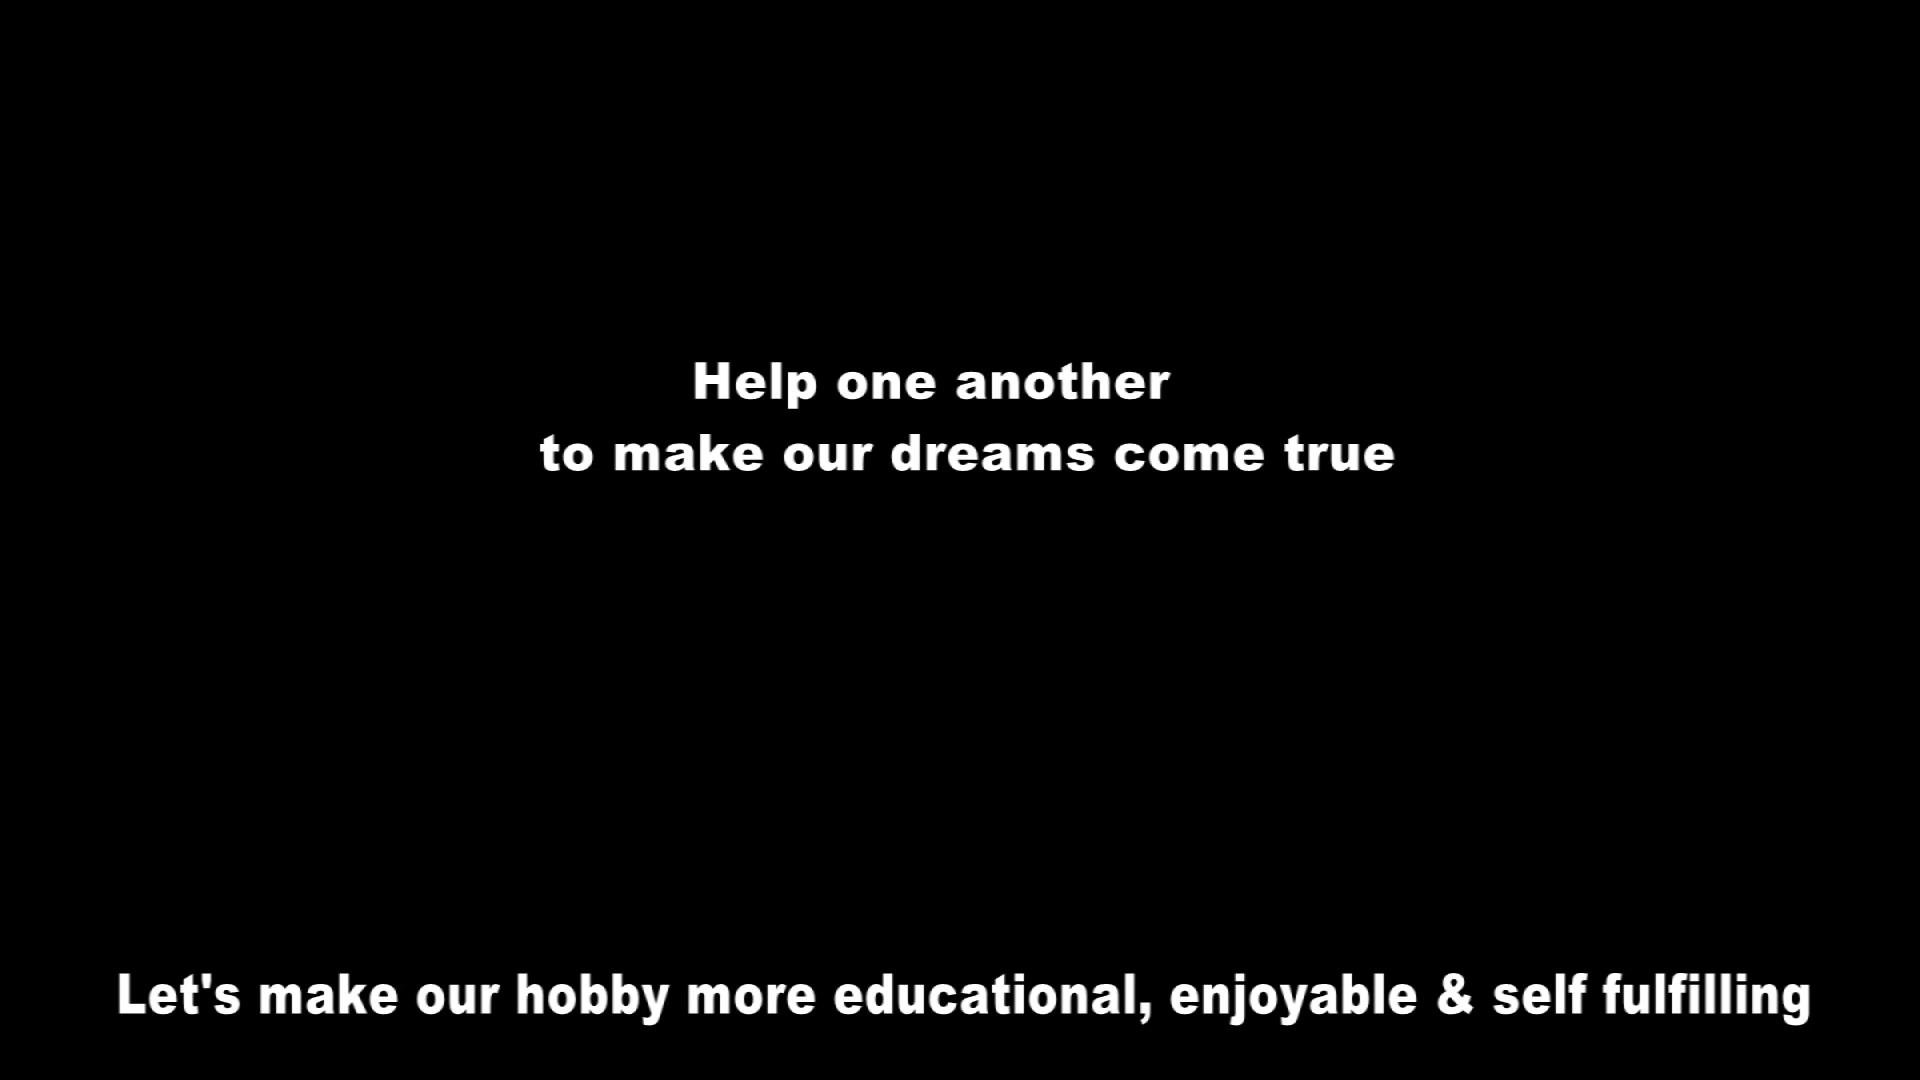 Help one another
to make our dreams come true
Let's make our hobby more educational, enjoyable & self fulfilling